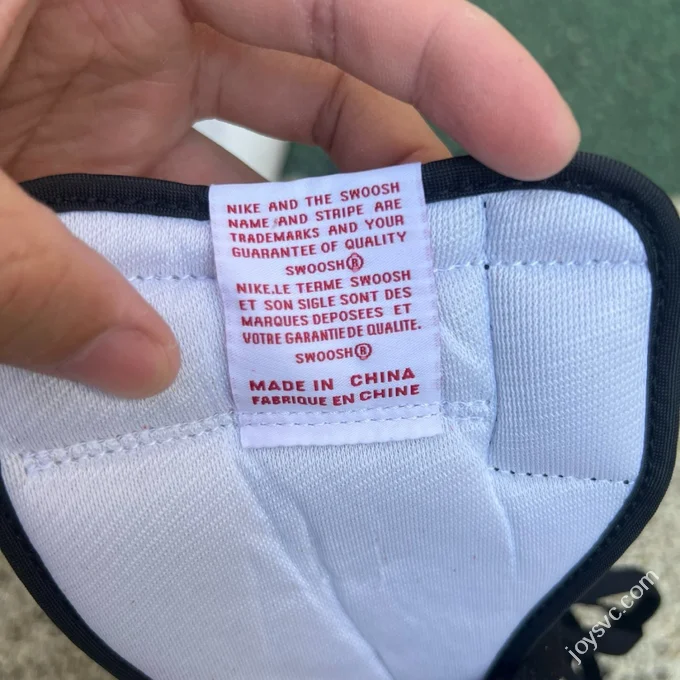 NIKE AND THE SWOOSH
NAME AND STRIPE ARE
TRADEMARKS AND YOUR
GUARANTEE OF QUALITY
SWOOSH®
NIKE.LE TERME SWOOSH
ET SON SIGLE SONT DES
MARQUES DEPOSEES ET
VOTRE GARANTIE DE QUALITE.
SWOOSH®
MADE IN CHINA
FABRIQUE EN CHINE
joysvc.com